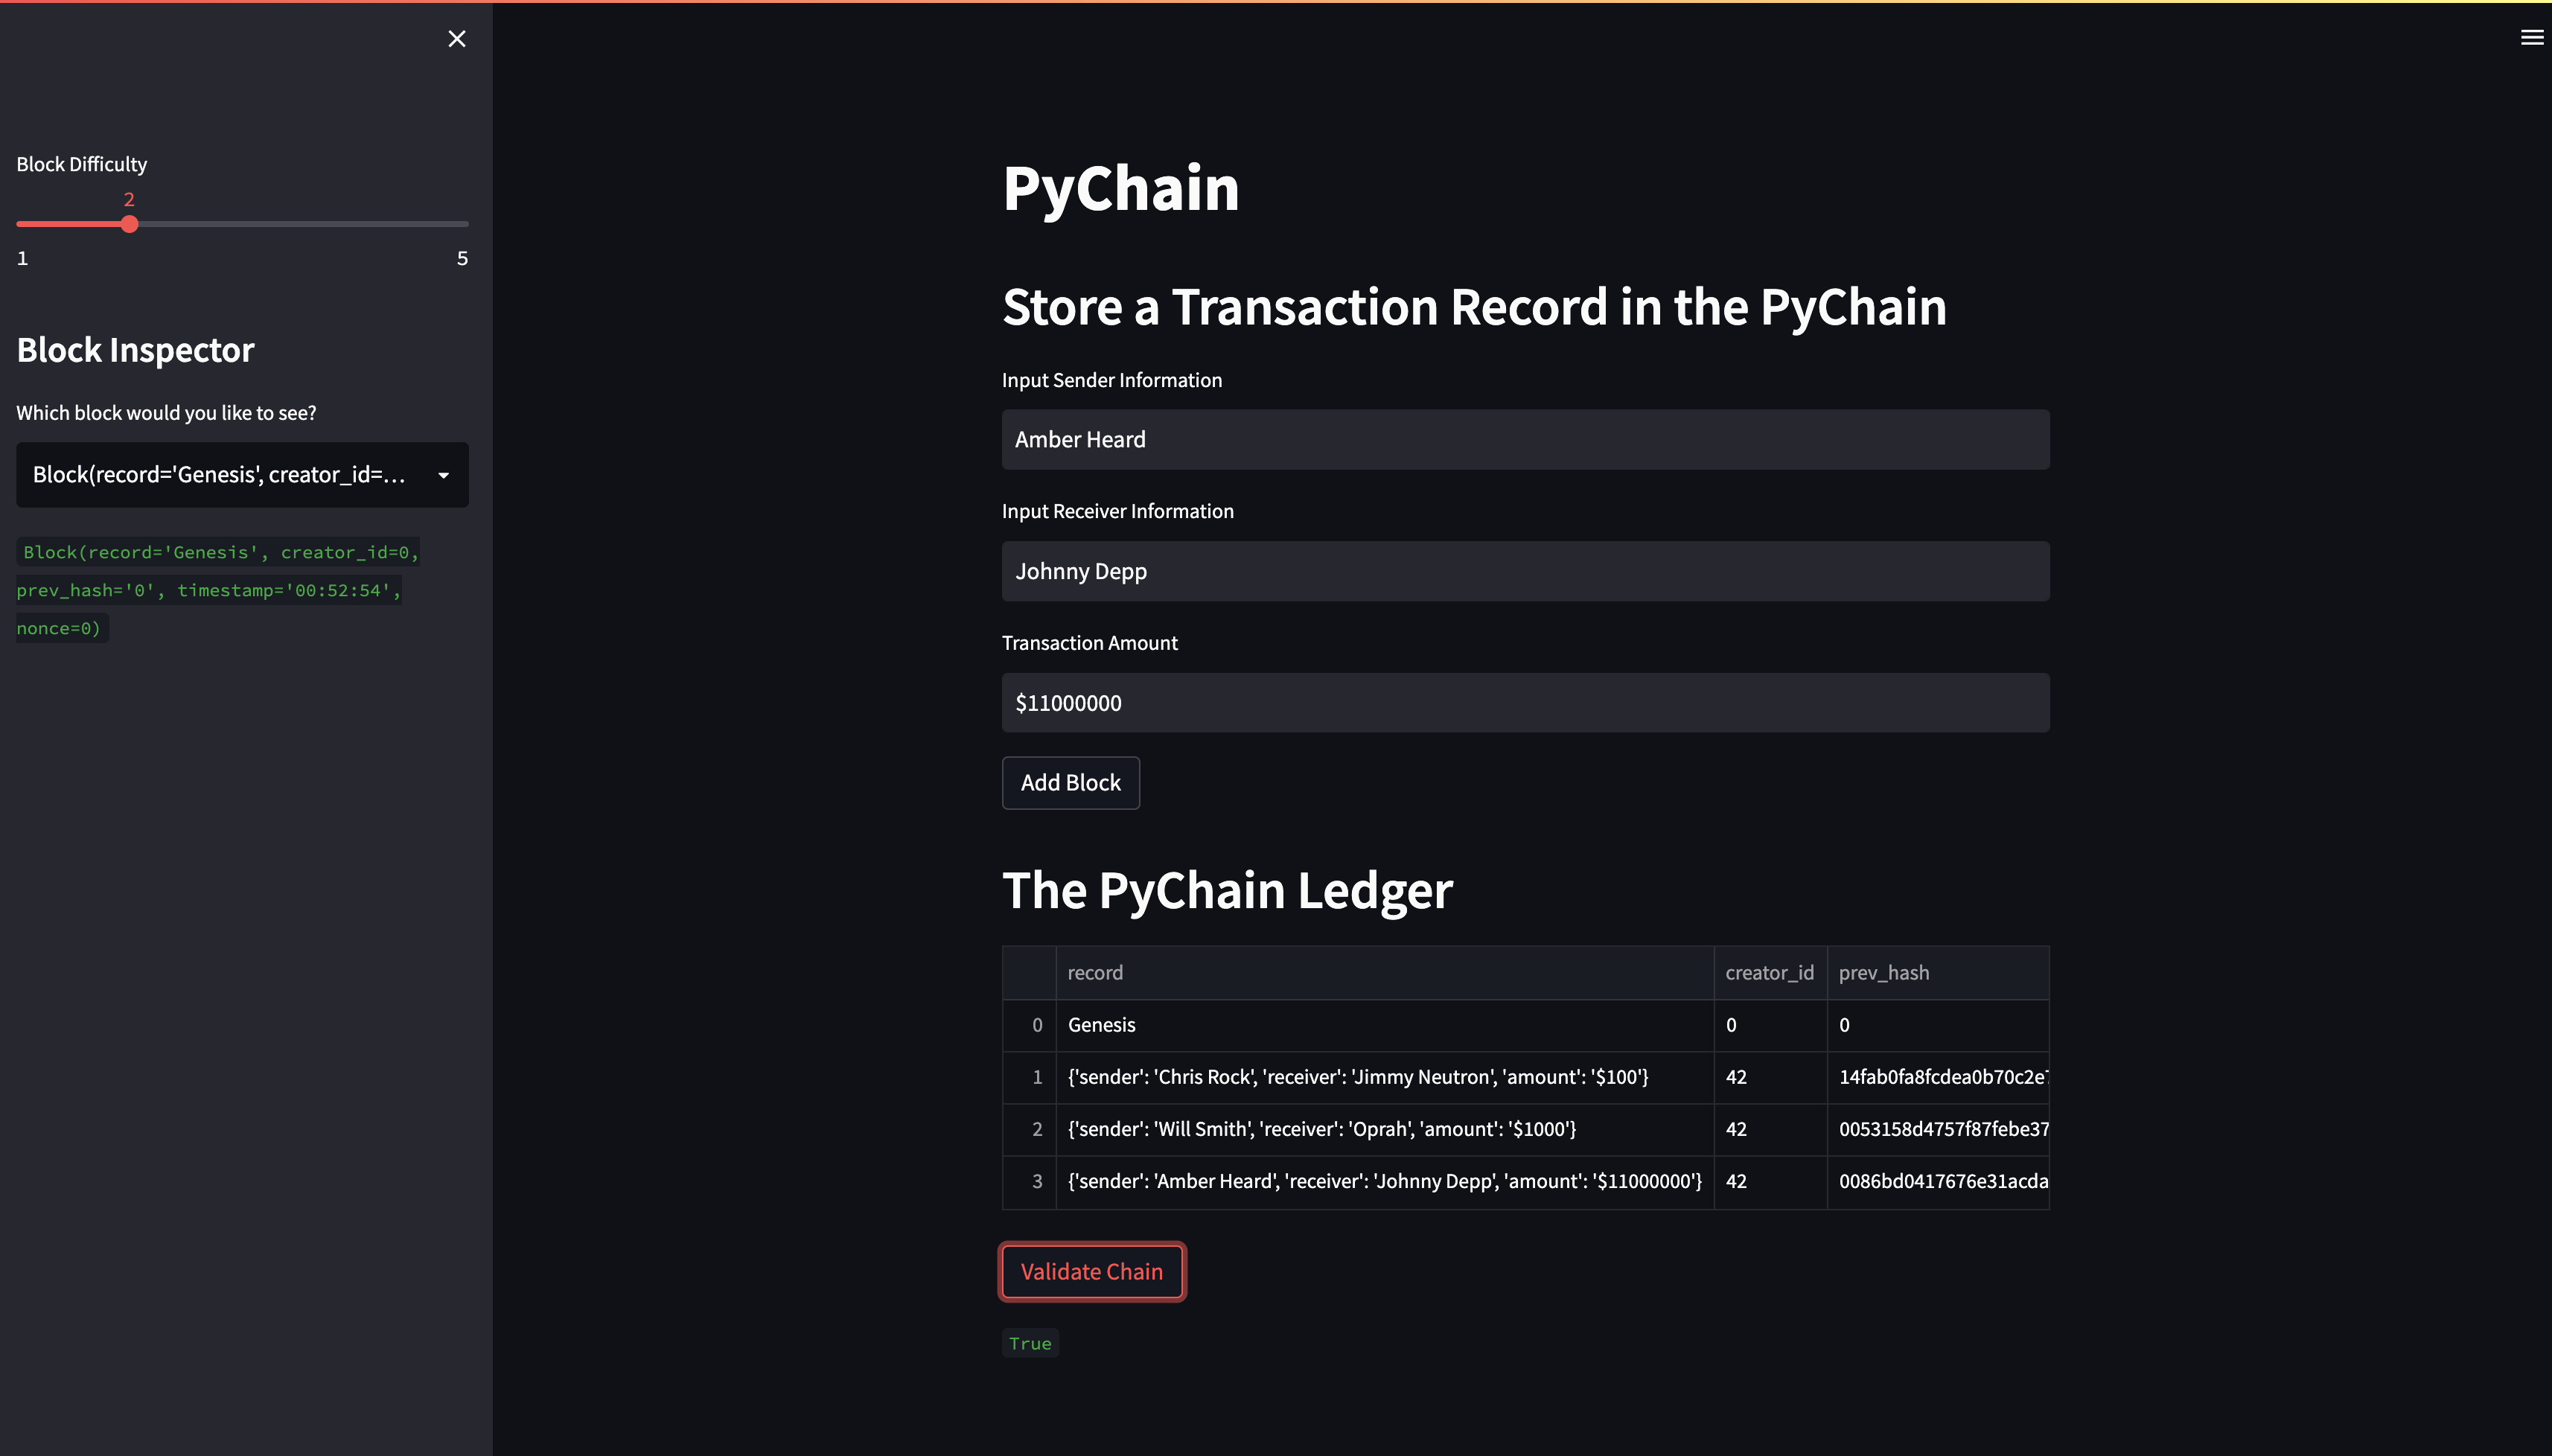 Block Difficulty
2
1 5
Block Inspector
Which block would you like to see?
Block(record='Genesis', creator_id=...
Block(record='Genesis', creator_id=0,
prev_hash='0', timestamp='00:52:54',
nonce=0)
PyChain
Store a Transaction Record in the PyChain
Input Sender Information
Amber Heard
Input Receiver Information
Johnny Depp
Transaction Amount
$11000000
Add Block
The PyChain Ledger
record creator_id prev_hash
0 Genesis 0 0
1 {'sender': 'Chris Rock', 'receiver': 'Jimmy Neutron', 'amount': '$100'} 42 14fab0fa8fcdea0b70c2e7
2 {'sender': 'Will Smith', 'receiver': 'Oprah', 'amount': '$1000'} 42 0053158d4757f87febe37
3 {'sender': 'Amber Heard', 'receiver': 'Johnny Depp', 'amount': '$11000000'} 42 0086bd0417676e31acda
Validate Chain
True